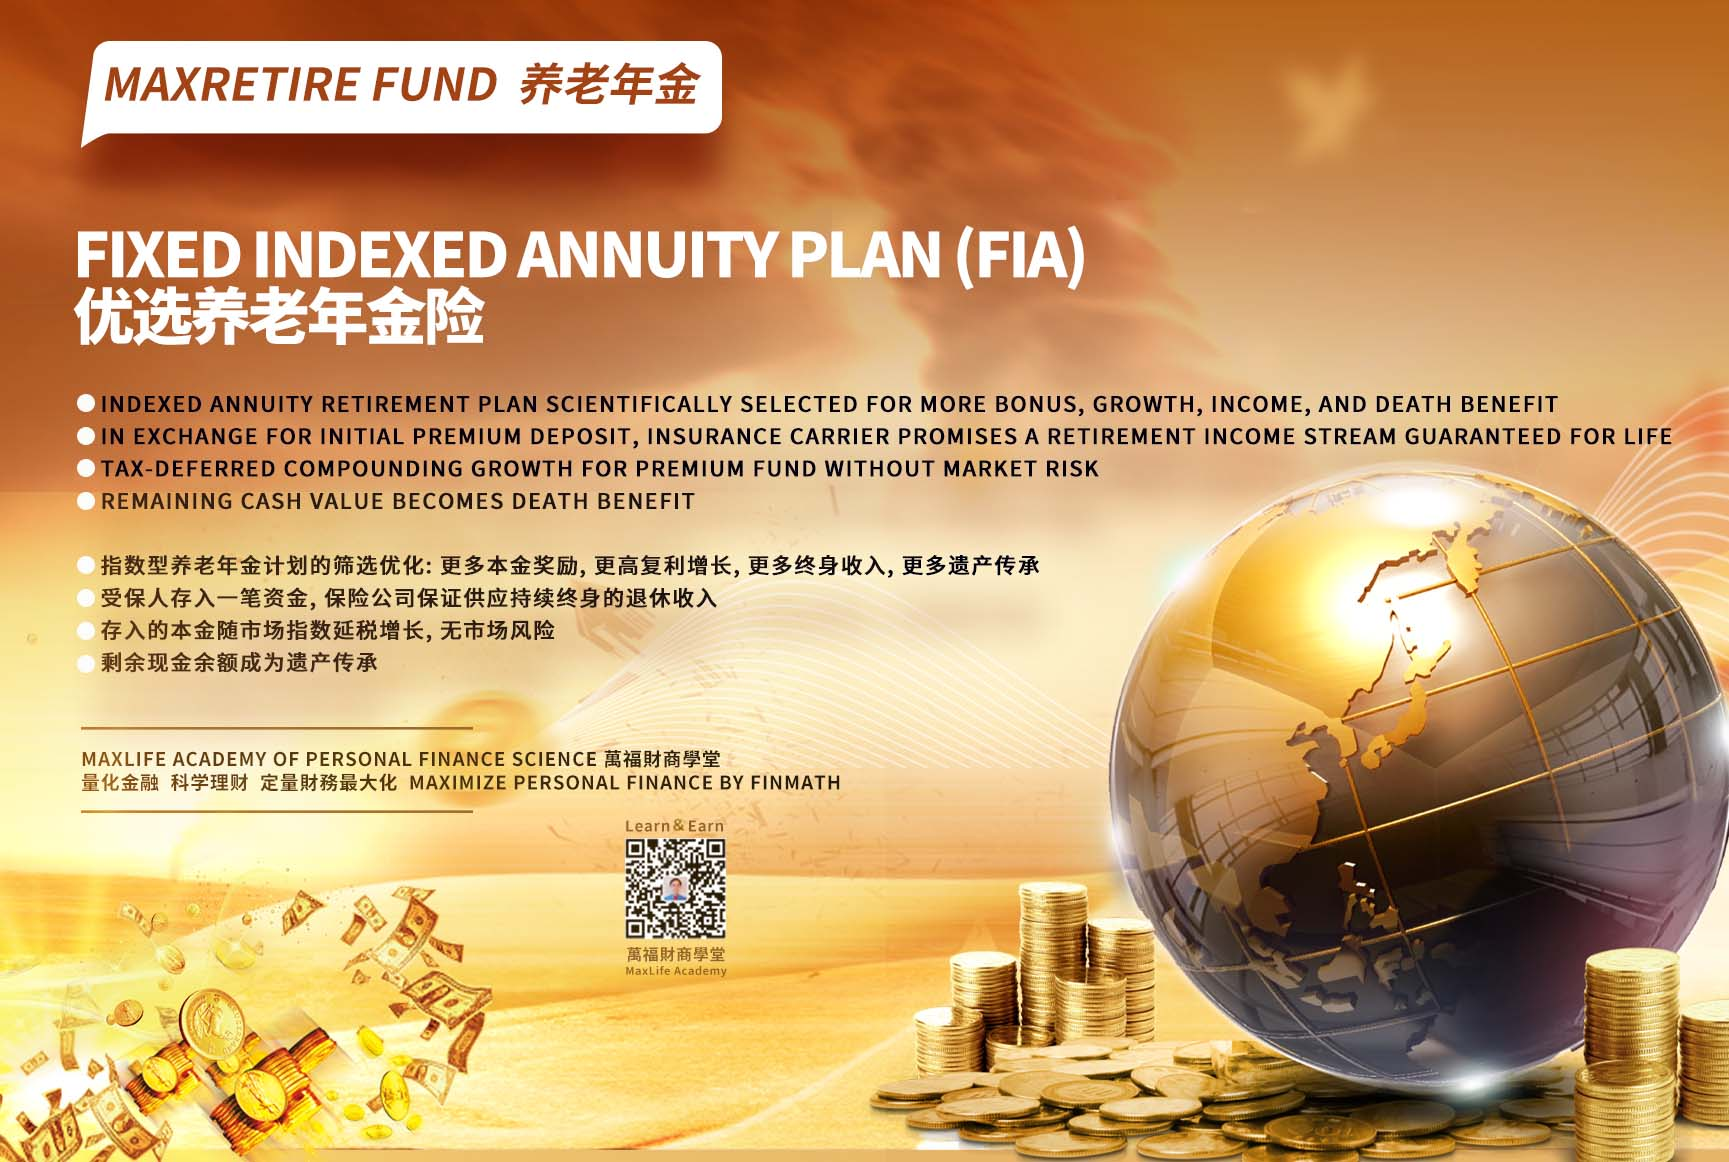 MAXRETIRE FUND 养老年金
FIXED INDEXED ANNUITY PLAN (FIA)
优选养老年金险
INDEXED ANNUITY RETIREMENT PLAN SCIENTIFICALLY SELECTED FOR MORE BONUS, GROWTH, INCOME, AND DEATH BENEFIT
IN EXCHANGE FOR INITIAL PREMIUM DEPOSIT, INSURANCE CARRIER PROMISES A RETIREMENT INCOME STREAM GUARANTEED FOR LIFE
TAX-DEFERRED COMPOUNDING GROWTH FOR PREMIUM FUND WITHOUT MARKET RISK
REMAINING CASH VALUE BECOMES DEATH BENEFIT
指数型养老年金计划的筛选优化: 更多本金奖励, 更高复利增长, 更多终身收入, 更多遗产传承
受保人存入一笔资金, 保险公司保证供应持续终身的退休收入
存入的本金随市场指数延税增长, 无市场风险
剩余现金余额成为遗产传承
MAXLIFE ACADEMY OF PERSONAL FINANCE SCIENCE 萬福財商學堂
量化金融 科学理财 定量財務最大化 MAXIMIZE PERSONAL FINANCE BY FINMATH
Learn & Earn
萬福財商學堂
MaxLife Academy